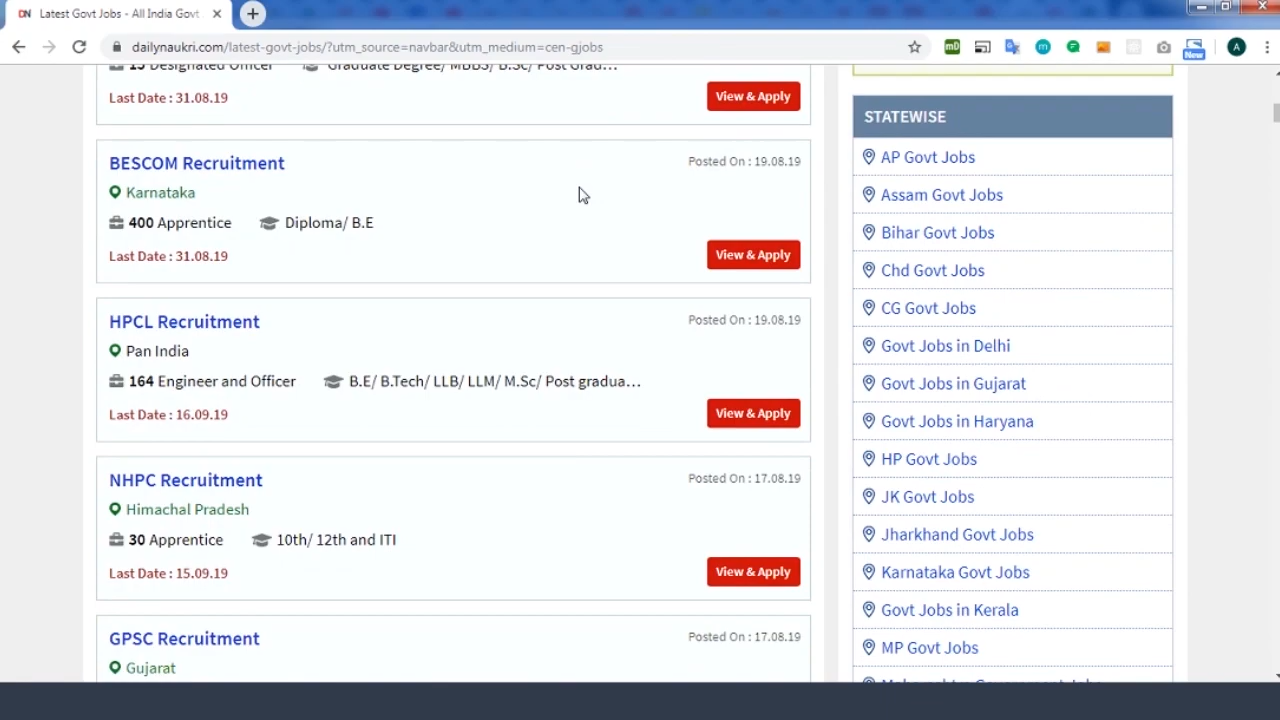 DN Latest Govt Jobs - All India Govt
dailynaukri.com/latest-govt-jobs/?utm_source=navbar&utm_medium=cen-gjobs
mD
New
A
15 Designated Officer Graduate Degree/ MBBS/ B.Sc/ Post Grad...
Last Date : 31.08.19
View & Apply
BESCOM Recruitment
Posted On : 19.08.19
Karnataka
400 Apprentice Diploma/ B.E
Last Date : 31.08.19
View & Apply
HPCL Recruitment
Posted On : 19.08.19
Pan India
164 Engineer and Officer B.E/ B.Tech/ LLB/ LLM/ M.Sc/ Post gradua...
Last Date : 16.09.19
View & Apply
NHPC Recruitment
Posted On : 17.08.19
Himachal Pradesh
30 Apprentice 10th/ 12th and ITI
Last Date : 15.09.19
View & Apply
GPSC Recruitment
Posted On : 17.08.19
Gujarat
STATEWISE
AP Govt Jobs
Assam Govt Jobs
Bihar Govt Jobs
Chd Govt Jobs
CG Govt Jobs
Govt Jobs in Delhi
Govt Jobs in Gujarat
Govt Jobs in Haryana
HP Govt Jobs
JK Govt Jobs
Jharkhand Govt Jobs
Karnataka Govt Jobs
Govt Jobs in Kerala
MP Govt Jobs